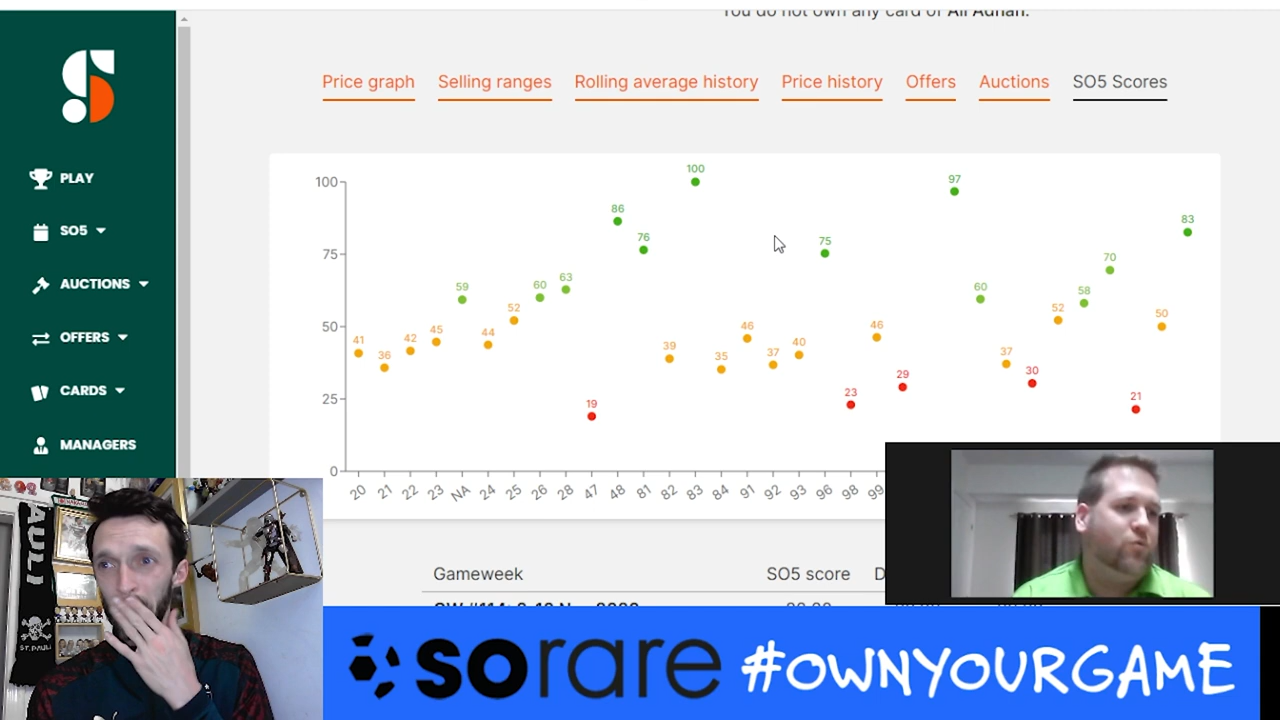 You do not own any card of Ali Adnan.
Price graph Selling ranges Rolling average history Price history Offers Auctions SO5 Scores
PLAY
SO5
AUCTIONS
OFFERS
CARDS
MANAGERS
100
75
50
25
0
41
36
42
45
59
44
52
60
63
19
86
76
39
100
35
46
37
40
75
23
46
29
97
60
37
30
52
58
70
21
50
83
20 21 22 23 NA 24 25 26 28 47 48 81 82 83 84 91 92 93 96 98 99
Gameweek SO5 score D
AULI
ST. PAULI
sorare #OWNYOURGAME